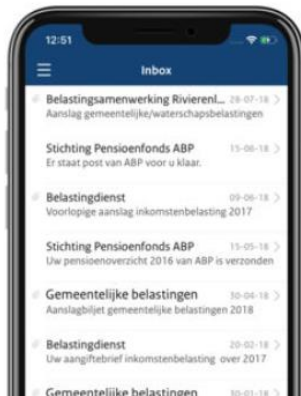 12:51
Inbox
Belastingsamenwerking Rivierenl... 28-07-18
Aanslag gemeentelijke/waterschapsbelastingen
Stichting Pensioenfonds ABP 15-06-18
Er staat post van ABP voor u klaar.
Belastingdienst 09-06-18
Voorlopige aanslag inkomstenbelasting 2017
Stichting Pensioenfonds ABP 15-05-18
Uw pensioenoverzicht 2016 van ABP is verzonden
Gemeentelijke belastingen 30-04-18
Aanslagbiljet gemeentelijke belastingen 2018
Belastingdienst 20-02-18
Uw aangiftebrief inkomstenbelasting over 2017
Gemeentelijke belastingen 30-01-18